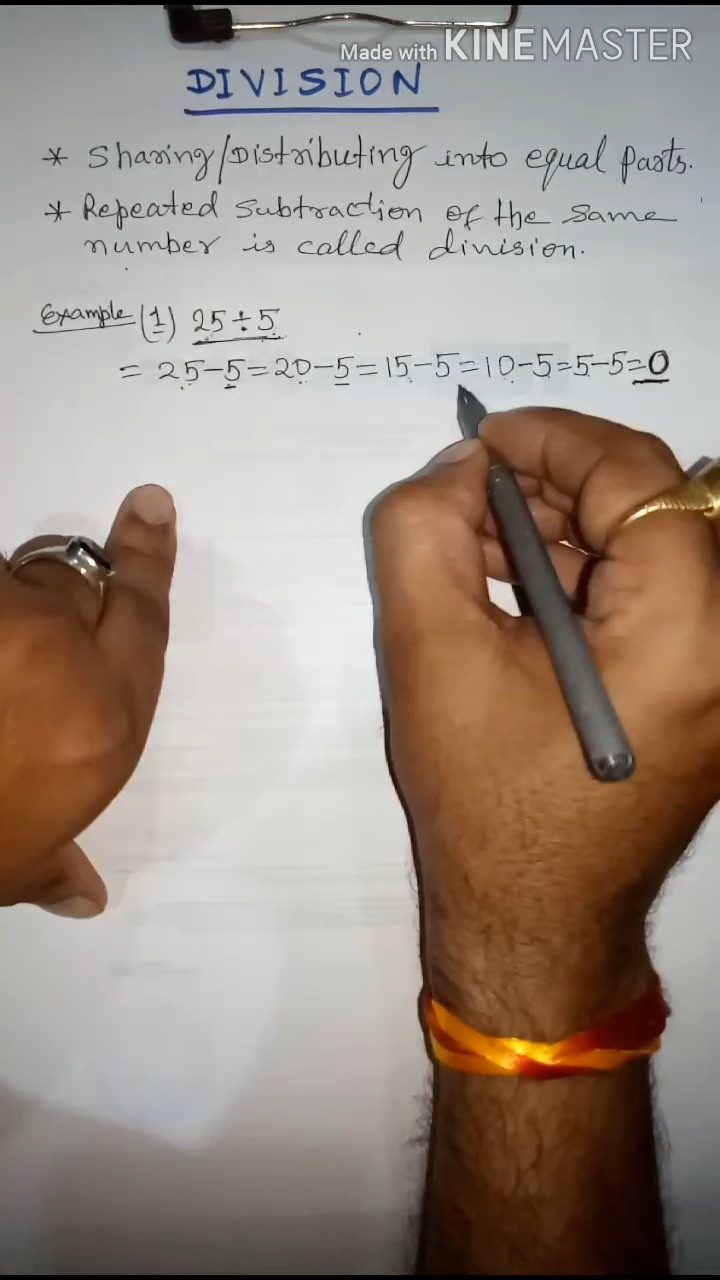 Made with KINEMASTER
DIVISION
* Sharing/Distributing into equal Parts.
* Repeated subtraction of the same
number is called division.
Example (1) 25÷5
= 25-5=20-5=15-5=10-5=5-5=0